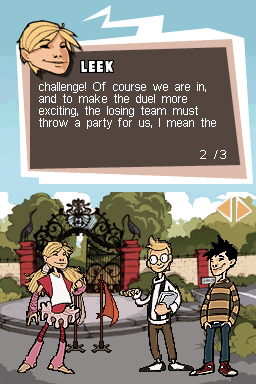 LEEK
challenge! Of course we are in,
and to make the duel more
exciting, the losing team must
throw a party for us, I mean the
2 /3